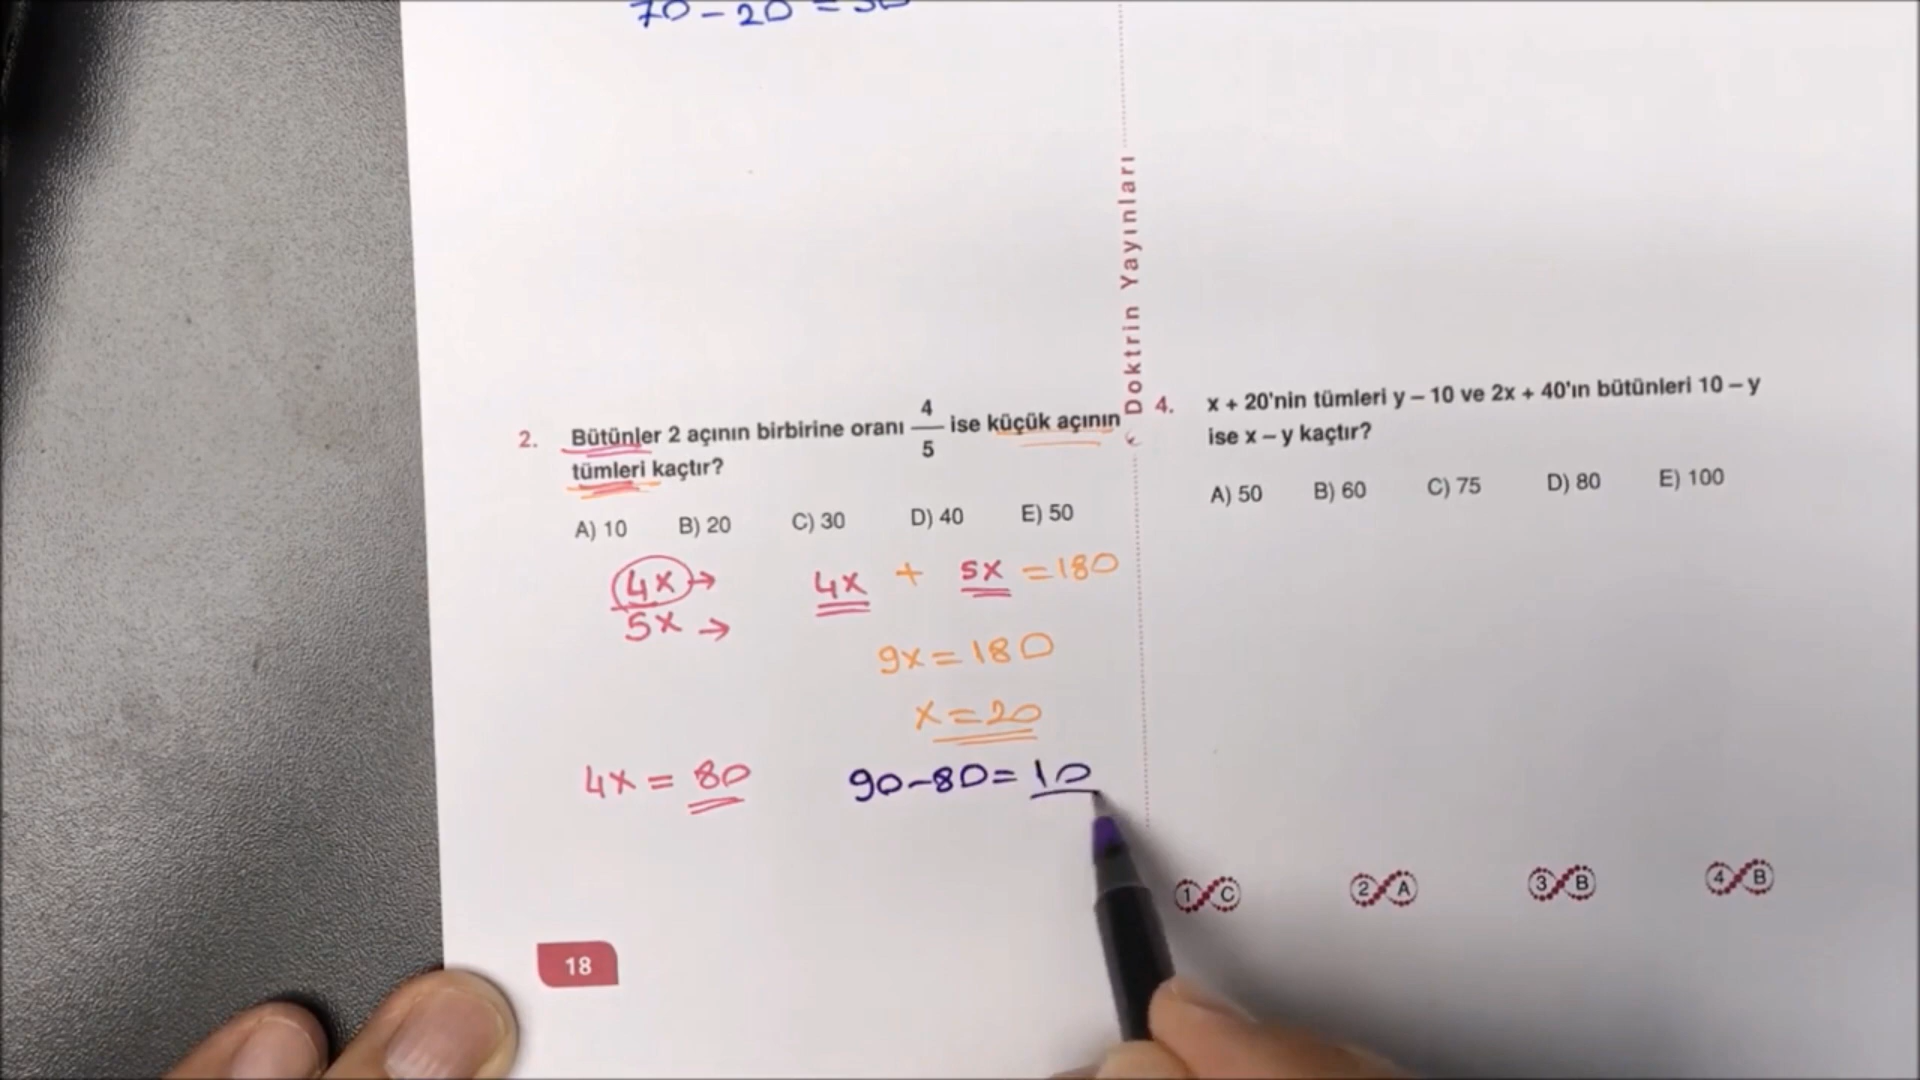 70-20=50
2. Bütünler 2 açının birbirine oranı 4/5 ise küçük açının
tümleri kaçtır?
A) 10 B) 20 C) 30 D) 40 E) 50
4x → 4x + 5x = 180
5x →
9x = 180
x = 20
4x = 80 90-80=10
18
Doktrin Yayınları
4. x + 20'nin tümleri y – 10 ve 2x + 40'ın bütünleri 10 – y
ise x – y kaçtır?
A) 50 B) 60 C) 75 D) 80 E) 100
1 C 2 A 3 B 4 B